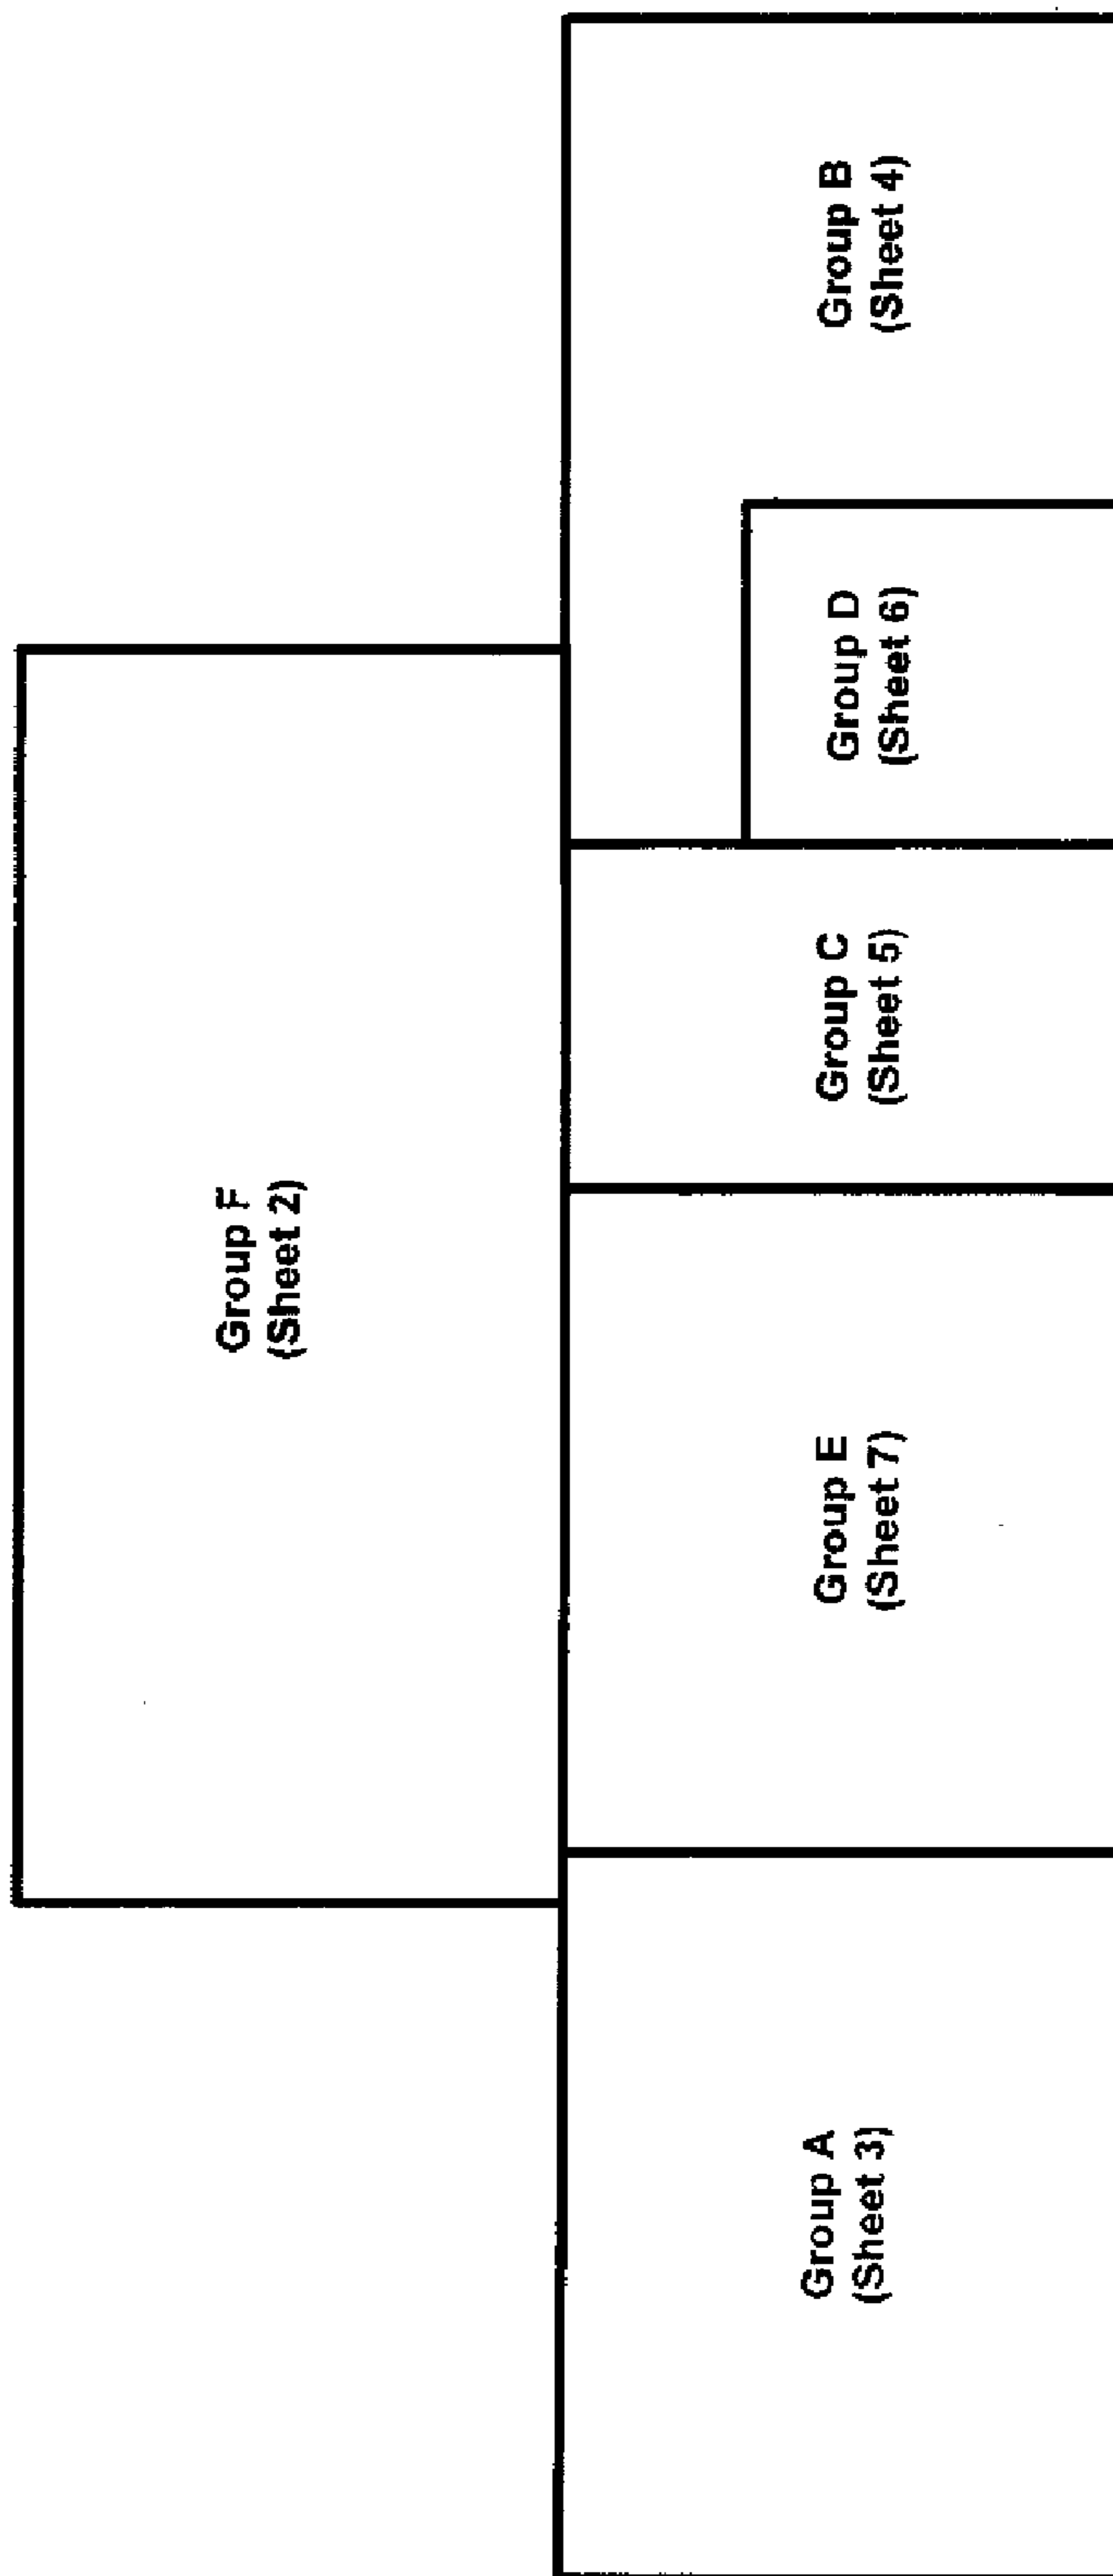 Group F
(Sheet 2)
Group A
(Sheet 3)
Group E
(Sheet 7)
Group C
(Sheet 5)
Group D
(Sheet 6)
Group B
(Sheet 4)